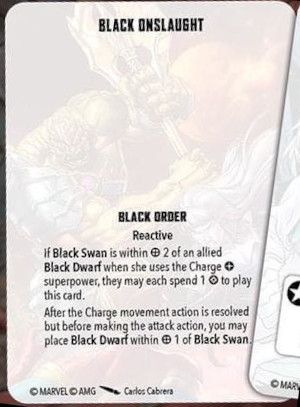 BLACK ONSLAUGHT
BLACK ORDER
Reactive
If Black Swan is within ⊕ 2 of an allied
Black Dwarf when she uses the Charge
superpower, they may each spend 1 to play
this card.
After the Charge movement action is resolved
but before making the attack action, you may
place Black Dwarf within ⊕ 1 of Black Swan.
© MARVEL © AMG Carlos Cabrera
© MAR